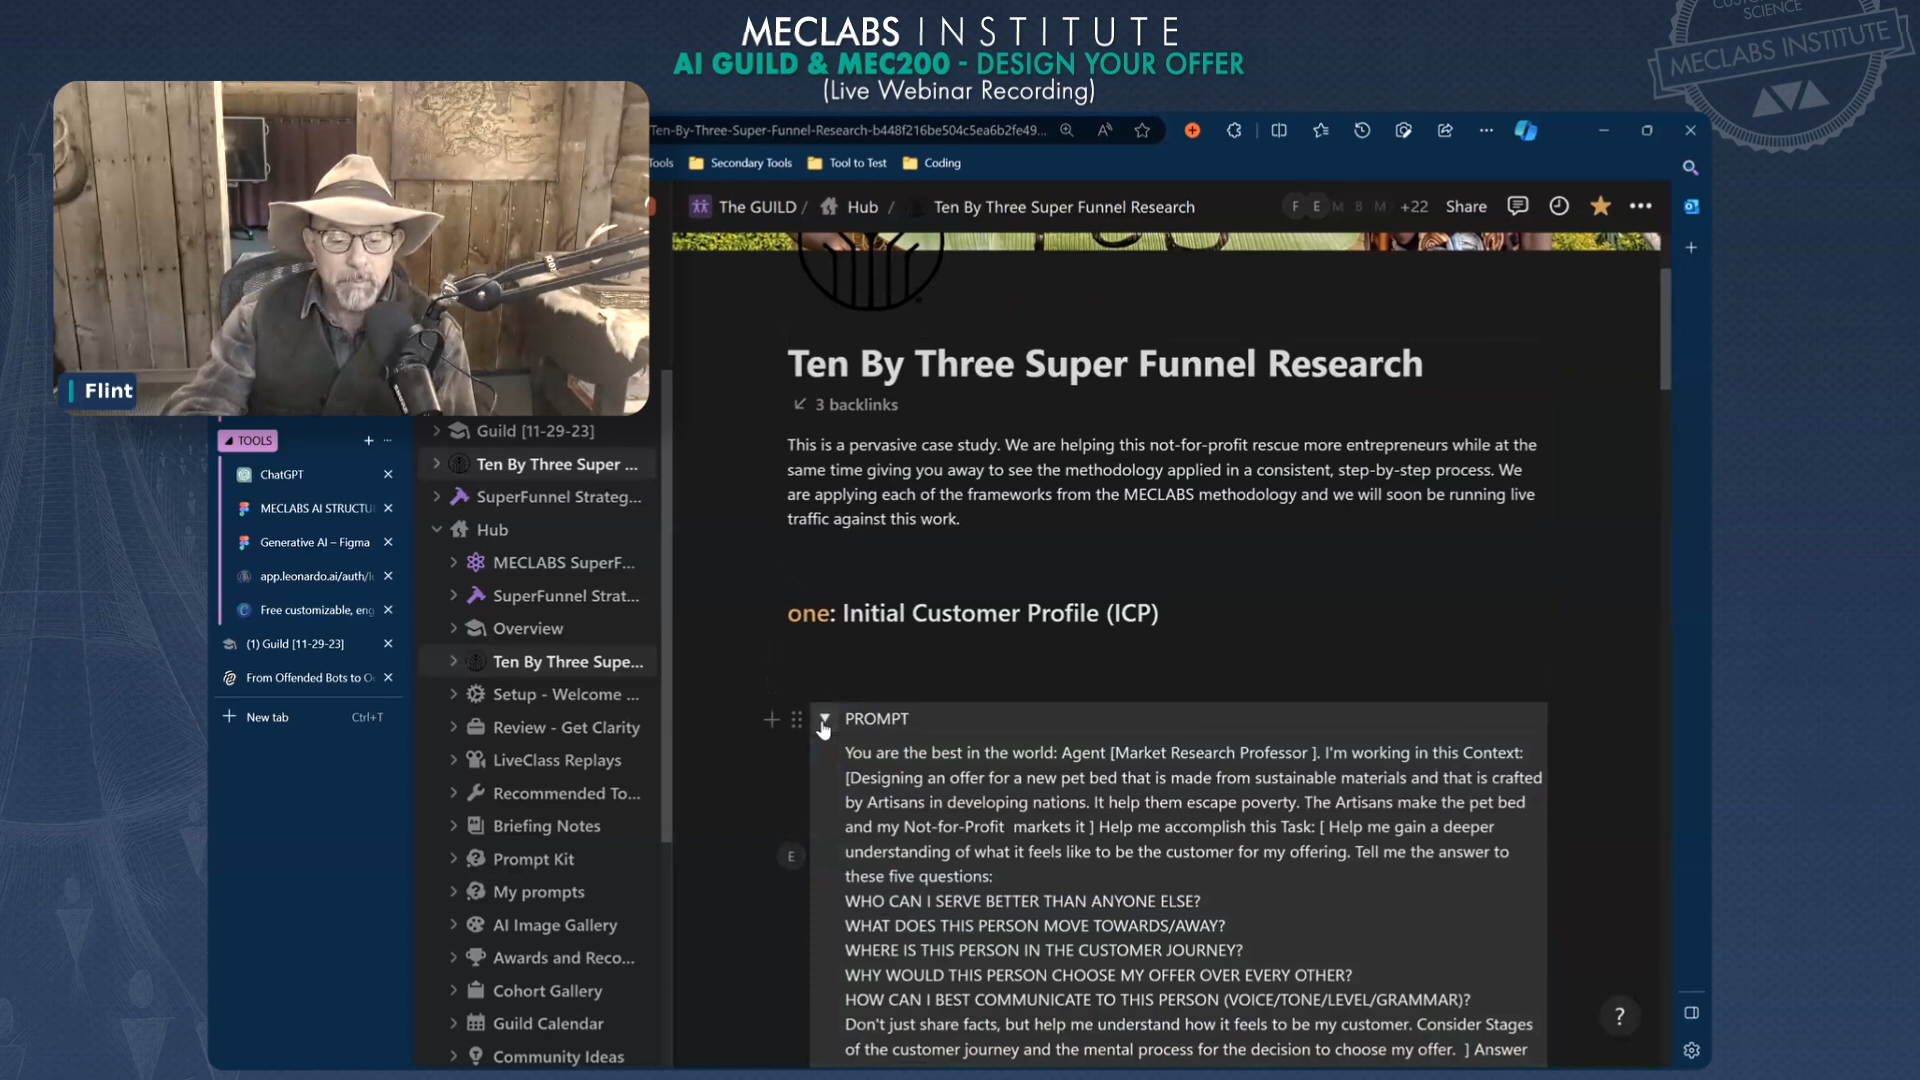 MECLABS INSTITUTE
AI GUILD & MEC200 - DESIGN YOUR OFFER
(Live Webinar Recording)
SCIENCE
MECLABS INSTITUTE
Flint
Ten-By-Three-Super-Funnel-Research-b448f216be504c5ea6b2fe49...
Tools
Secondary Tools
Tool to Test
Coding
The GUILD /
Hub /
Ten By Three Super Funnel Research
F E M B M +22
Share
TOOLS
ChatGPT
MECLABS AI STRUCTU
Generative AI – Figma
app.leonardo.ai/auth/l
Free customizable, eng
(1) Guild [11-29-23]
From Offended Bots to O
New tab
Ctrl+T
Guild [11-29-23]
Ten By Three Super ...
SuperFunnel Strateg...
Hub
MECLABS SuperF...
SuperFunnel Strat...
Overview
Ten By Three Supe...
Setup - Welcome ...
Review - Get Clarity
LiveClass Replays
Recommended To...
Briefing Notes
Prompt Kit
My prompts
AI Image Gallery
Awards and Reco...
Cohort Gallery
Guild Calendar
Community Ideas
Ten By Three Super Funnel Research
3 backlinks
This is a pervasive case study. We are helping this not-for-profit rescue more entrepreneurs while at the
same time giving you away to see the methodology applied in a consistent, step-by-step process. We
are applying each of the frameworks from the MECLABS methodology and we will soon be running live
traffic against this work.
one: Initial Customer Profile (ICP)
PROMPT
You are the best in the world: Agent [Market Research Professor ]. I'm working in this Context:
[Designing an offer for a new pet bed that is made from sustainable materials and that is crafted
by Artisans in developing nations. It help them escape poverty. The Artisans make the pet bed
and my Not-for-Profit markets it ] Help me accomplish this Task: [ Help me gain a deeper
understanding of what it feels like to be the customer for my offering. Tell me the answer to
these five questions:
WHO CAN I SERVE BETTER THAN ANYONE ELSE?
WHAT DOES THIS PERSON MOVE TOWARDS/AWAY?
WHERE IS THIS PERSON IN THE CUSTOMER JOURNEY?
WHY WOULD THIS PERSON CHOOSE MY OFFER OVER EVERY OTHER?
HOW CAN I BEST COMMUNICATE TO THIS PERSON (VOICE/TONE/LEVEL/GRAMMAR)?
Don't just share facts, but help me understand how it feels to be my customer. Consider Stages
of the customer journey and the mental process for the decision to choose my offer. ] Answer
E
?